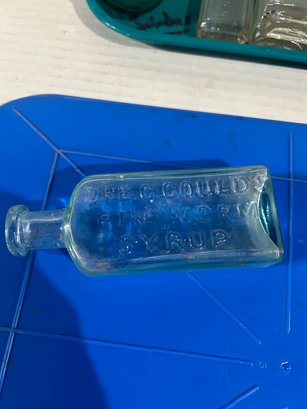 DR E. C. GOULD'S
PIN WORM
SYRUP